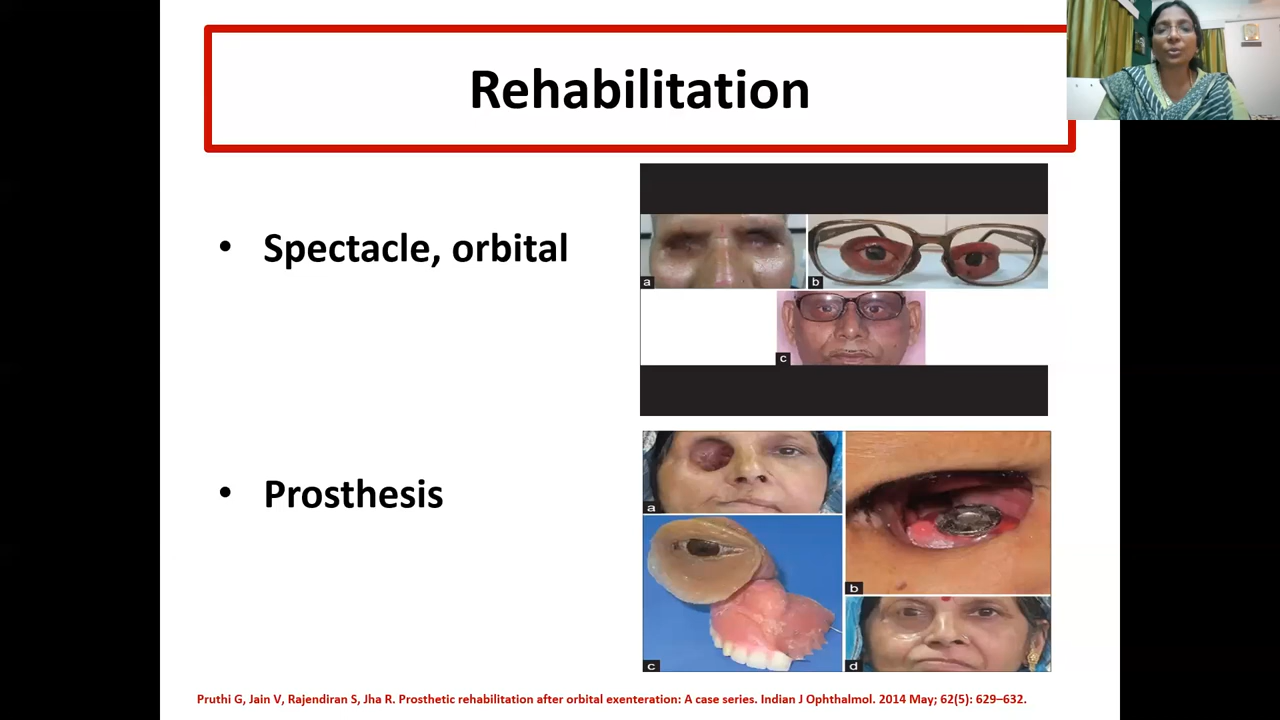 Rehabilitation
• Spectacle, orbital
a
b
c
• Prosthesis
a
b
c
d
Pruthi G, Jain V, Rajendiran S, Jha R. Prosthetic rehabilitation after orbital exenteration: A case series. Indian J Ophthalmol. 2014 May; 62(5): 629–632.